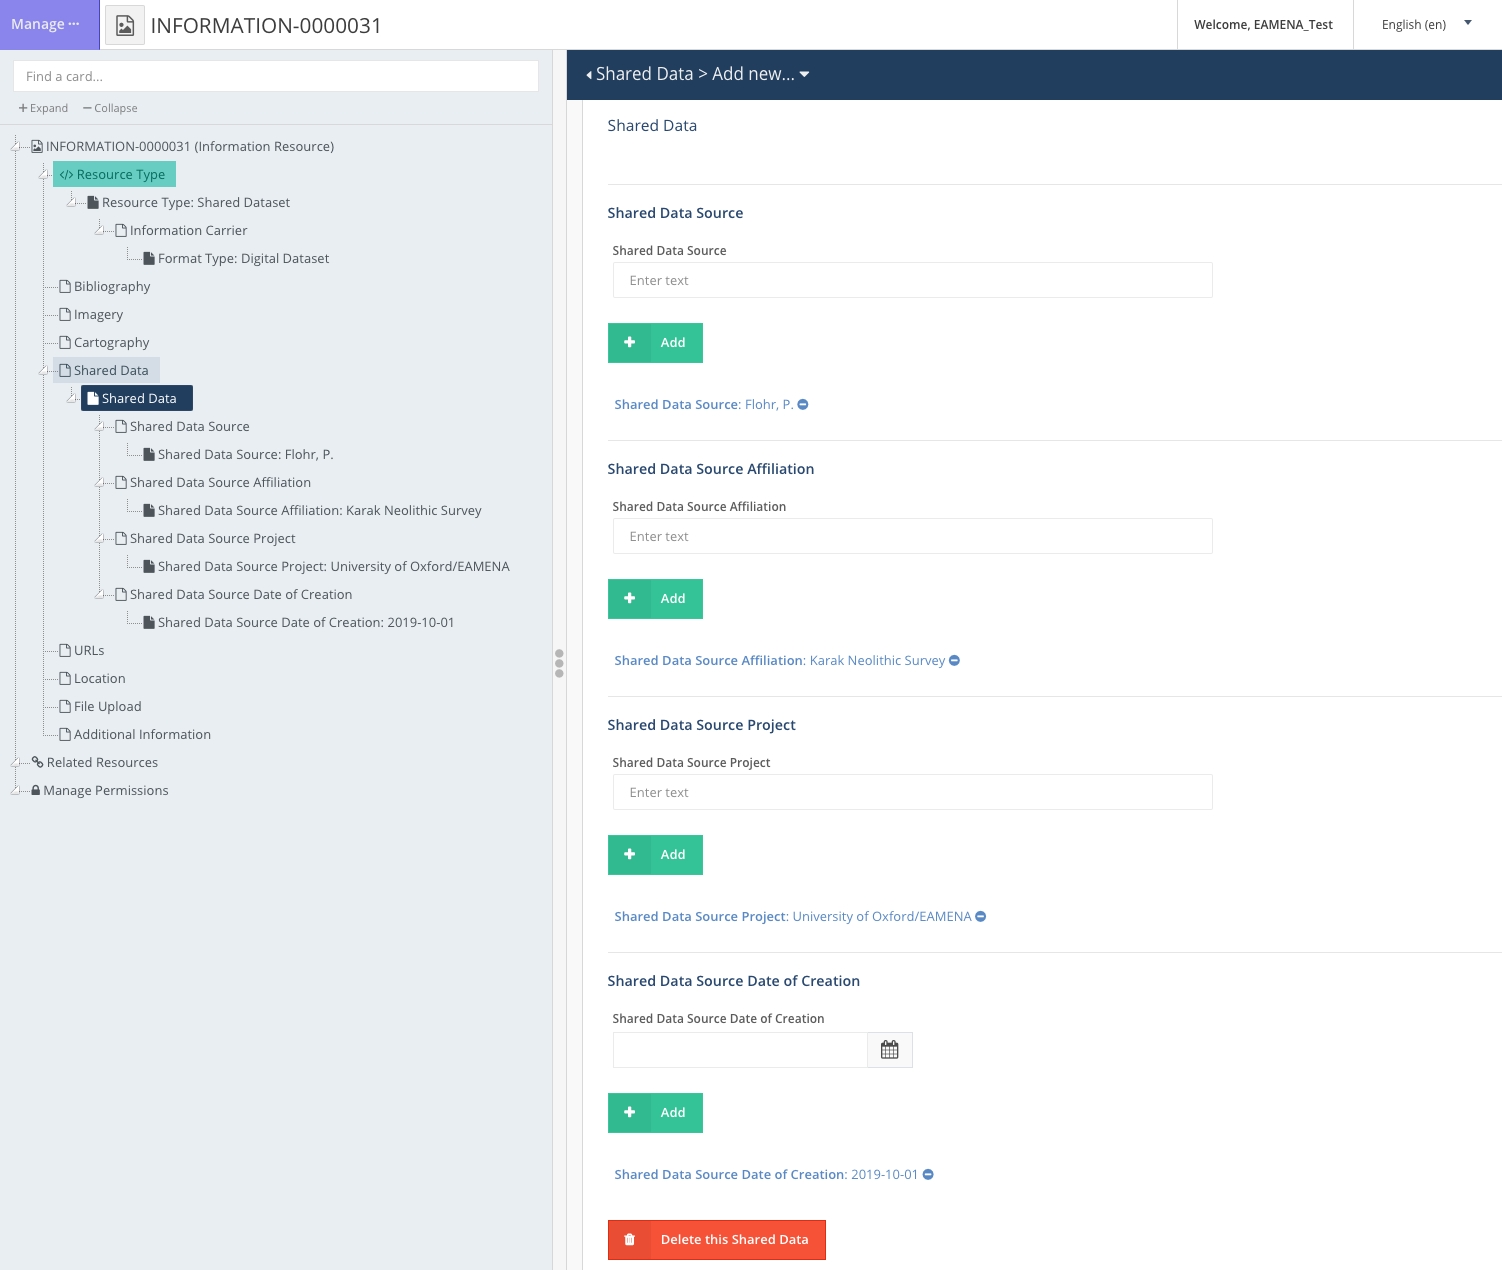 Manage ···
INFORMATION-0000031
Welcome, EAMENA_Test
English (en)
Find a card...
Expand
Collapse
INFORMATION-0000031 (Information Resource)
</> Resource Type
Resource Type: Shared Dataset
Information Carrier
Format Type: Digital Dataset
Bibliography
Imagery
Cartography
Shared Data
Shared Data
Shared Data Source
Shared Data Source: Flohr, P.
Shared Data Source Affiliation
Shared Data Source Affiliation: Karak Neolithic Survey
Shared Data Source Project
Shared Data Source Project: University of Oxford/EAMENA
Shared Data Source Date of Creation
Shared Data Source Date of Creation: 2019-10-01
URLs
Location
File Upload
Additional Information
Related Resources
Manage Permissions
Shared Data > Add new...
Shared Data
Shared Data Source
Shared Data Source
Enter text
Add
Shared Data Source: Flohr, P.
Shared Data Source Affiliation
Shared Data Source Affiliation
Enter text
Add
Shared Data Source Affiliation: Karak Neolithic Survey
Shared Data Source Project
Shared Data Source Project
Enter text
Add
Shared Data Source Project: University of Oxford/EAMENA
Shared Data Source Date of Creation
Shared Data Source Date of Creation
Add
Shared Data Source Date of Creation: 2019-10-01
Delete this Shared Data